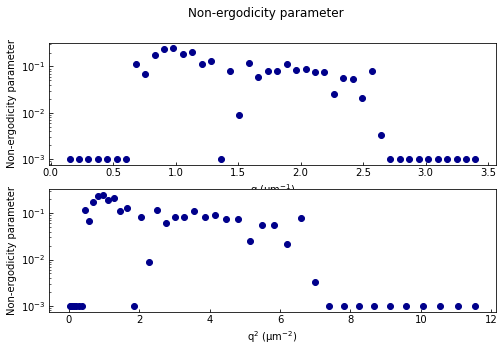 Non-ergodicity parameter
Non-ergodicity parameter
10⁻¹
10⁻²
10⁻³
0.0 0.5 1.0 1.5 2.0 2.5 3.0 3.5
q (μm⁻¹)
Non-ergodicity parameter
10⁻¹
10⁻²
10⁻³
0 2 4 6 8 10 12
q² (μm⁻²)